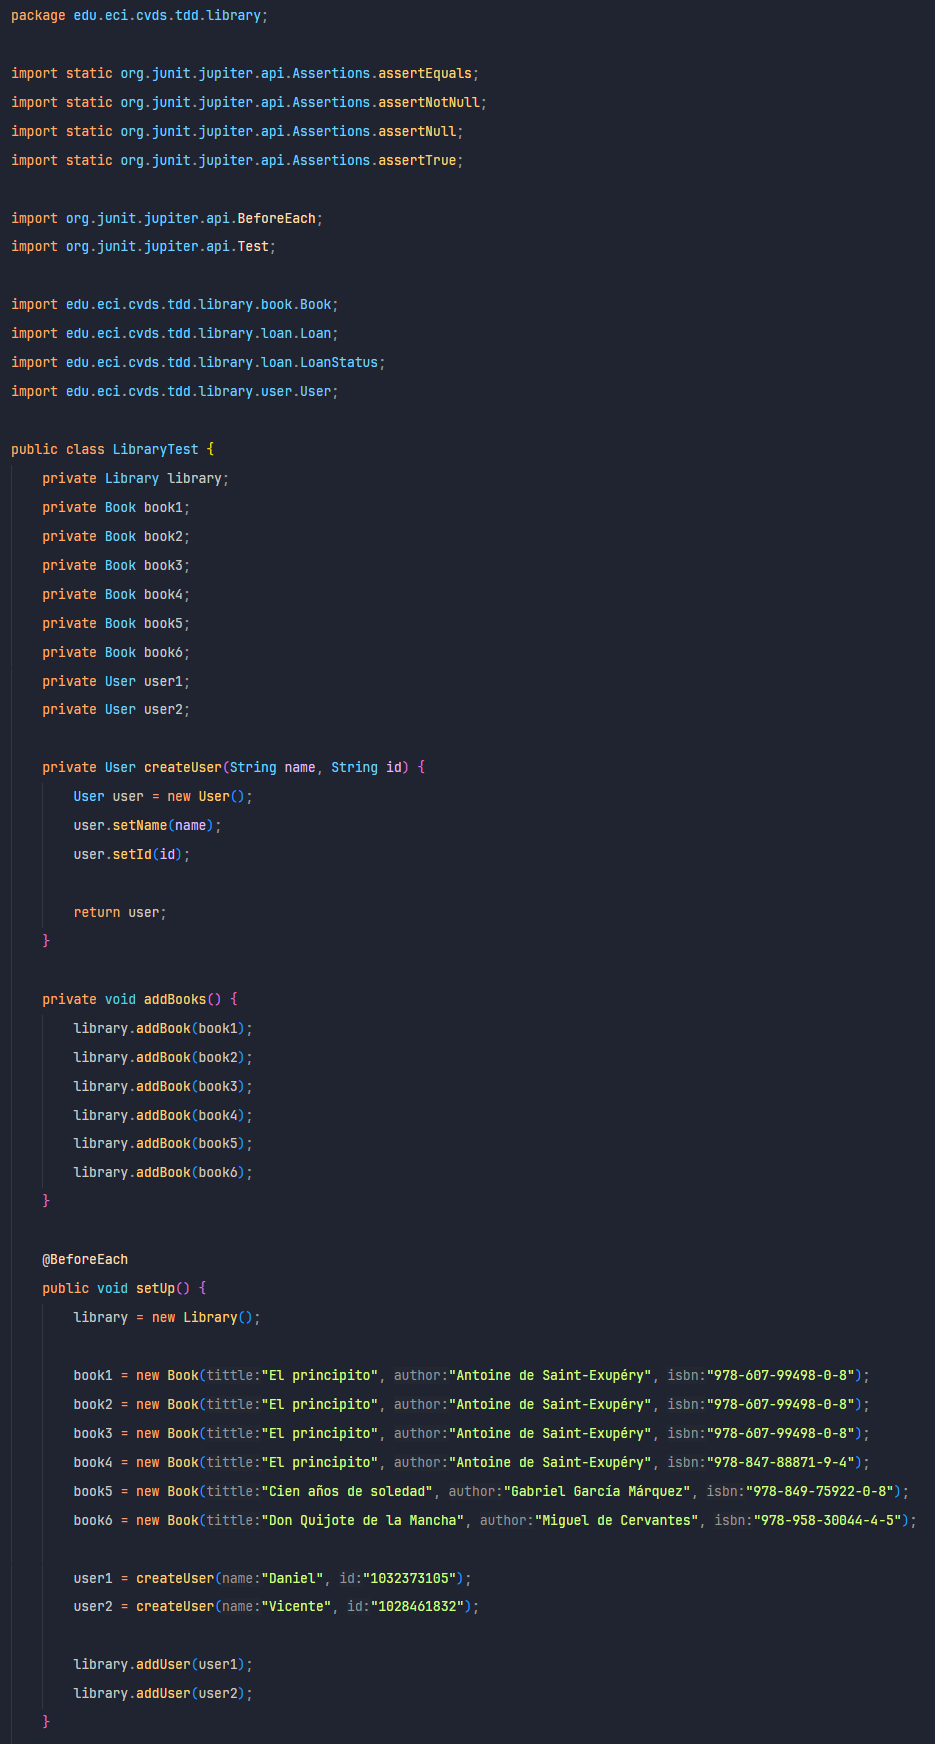 package edu.eci.cvds.tdd.library;
import static org.junit.jupiter.api.Assertions.assertEquals;
import static org.junit.jupiter.api.Assertions.assertNotNull;
import static org.junit.jupiter.api.Assertions.assertNull;
import static org.junit.jupiter.api.Assertions.assertTrue;
import org.junit.jupiter.api.BeforeEach;
import org.junit.jupiter.api.Test;
import edu.eci.cvds.tdd.library.book.Book;
import edu.eci.cvds.tdd.library.loan.Loan;
import edu.eci.cvds.tdd.library.loan.LoanStatus;
import edu.eci.cvds.tdd.library.user.User;
public class LibraryTest {
    private Library library;
    private Book book1;
    private Book book2;
    private Book book3;
    private Book book4;
    private Book book5;
    private Book book6;
    private User user1;
    private User user2;
    private User createUser(String name, String id) {
        User user = new User();
        user.setName(name);
        user.setId(id);
        return user;
    }
    private void addBooks() {
        library.addBook(book1);
        library.addBook(book2);
        library.addBook(book3);
        library.addBook(book4);
        library.addBook(book5);
        library.addBook(book6);
    }
    @BeforeEach
    public void setUp() {
        library = new Library();
        book1 = new Book(tittle:"El principito", author:"Antoine de Saint-Exupéry", isbn:"978-607-99498-0-8");
        book2 = new Book(tittle:"El principito", author:"Antoine de Saint-Exupéry", isbn:"978-607-99498-0-8");
        book3 = new Book(tittle:"El principito", author:"Antoine de Saint-Exupéry", isbn:"978-607-99498-0-8");
        book4 = new Book(tittle:"El principito", author:"Antoine de Saint-Exupéry", isbn:"978-847-88871-9-4");
        book5 = new Book(tittle:"Cien años de soledad", author:"Gabriel García Márquez", isbn:"978-849-75922-0-8");
        book6 = new Book(tittle:"Don Quijote de la Mancha", author:"Miguel de Cervantes", isbn:"978-958-30044-4-5");
        user1 = createUser(name:"Daniel", id:"1032373105");
        user2 = createUser(name:"Vicente", id:"1028461832");
        library.addUser(user1);
        library.addUser(user2);
    }